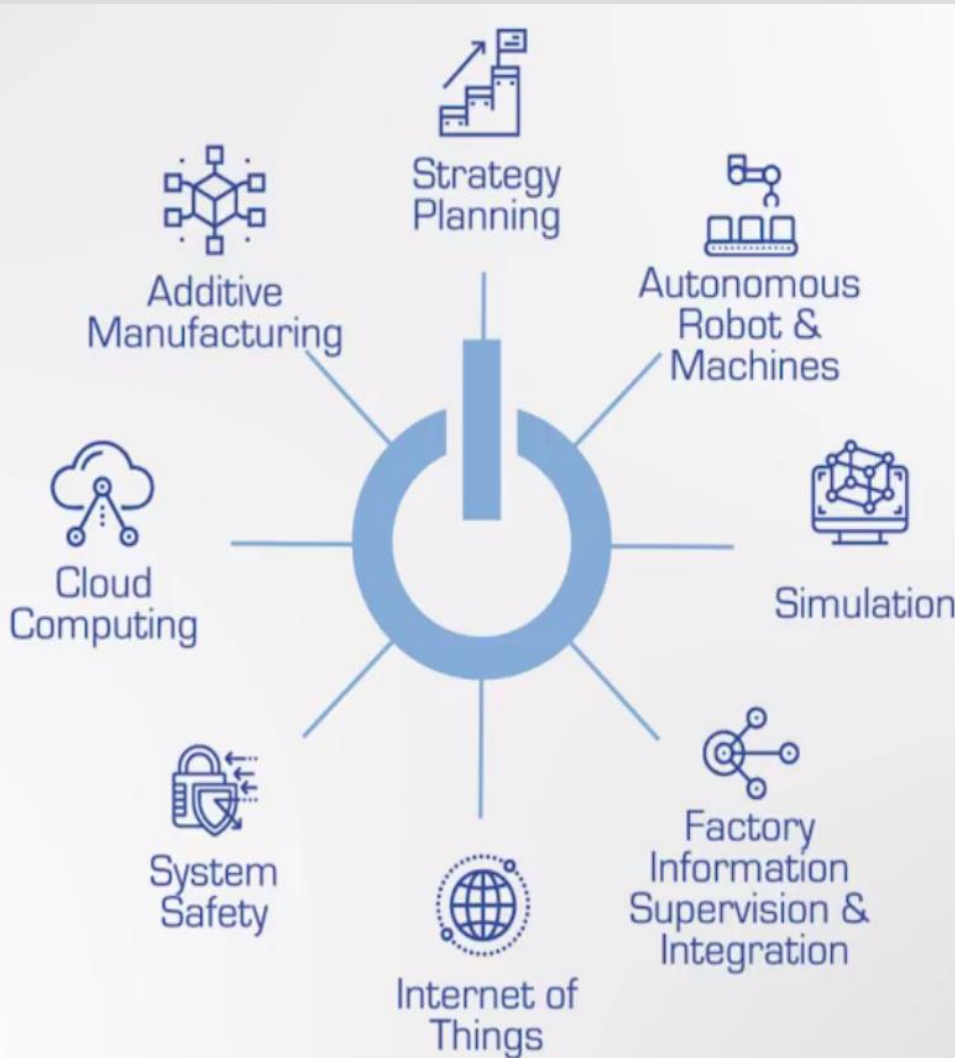 Strategy
Planning
Autonomous
Robot &
Machines
Simulation
Factory
Information
Supervision &
Integration
Internet of
Things
System
Safety
Cloud
Computing
Additive
Manufacturing